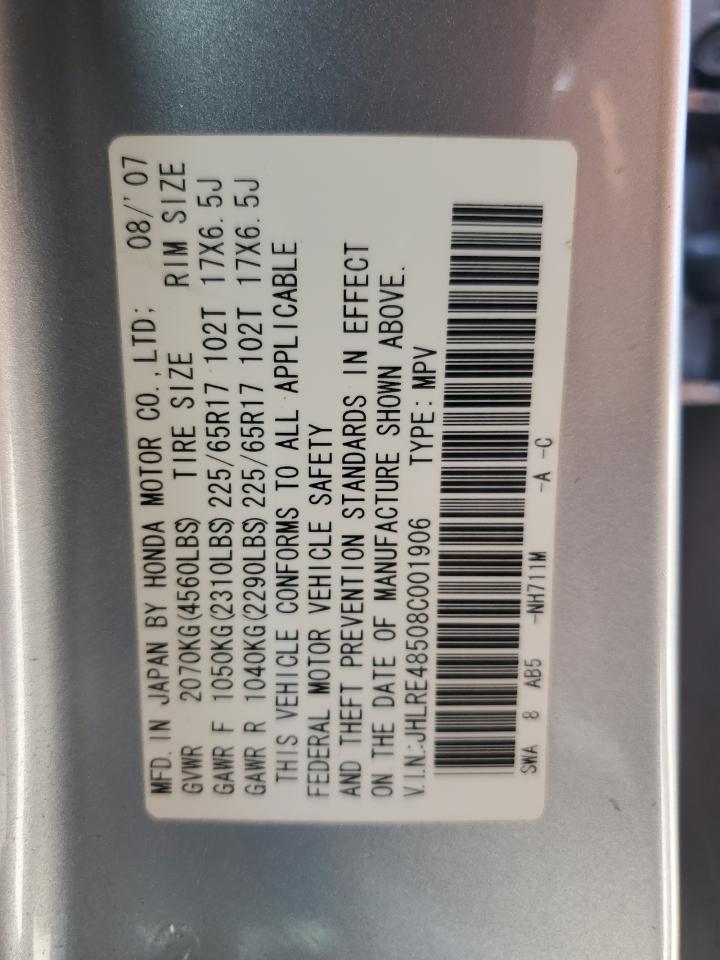 MFD. IN JAPAN BY HONDA MOTOR CO.,LTD; 08/'07
GVWR 2070KG(4560LBS) TIRE SIZE RIM SIZE
GAWR F 1050KG(2310LBS) 225/65R17 102T 17X6.5J
GAWR R 1040KG(2290LBS) 225/65R17 102T 17X6.5J
THIS VEHICLE CONFORMS TO ALL APPLICABLE
FEDERAL MOTOR VEHICLE SAFETY
AND THEFT PREVENTION STANDARDS IN EFFECT
ON THE DATE OF MANUFACTURE SHOWN ABOVE.
V.I.N.:JHLRE48508C001906 TYPE: MPV
SWA 8 AB5 -NH711M -A -C